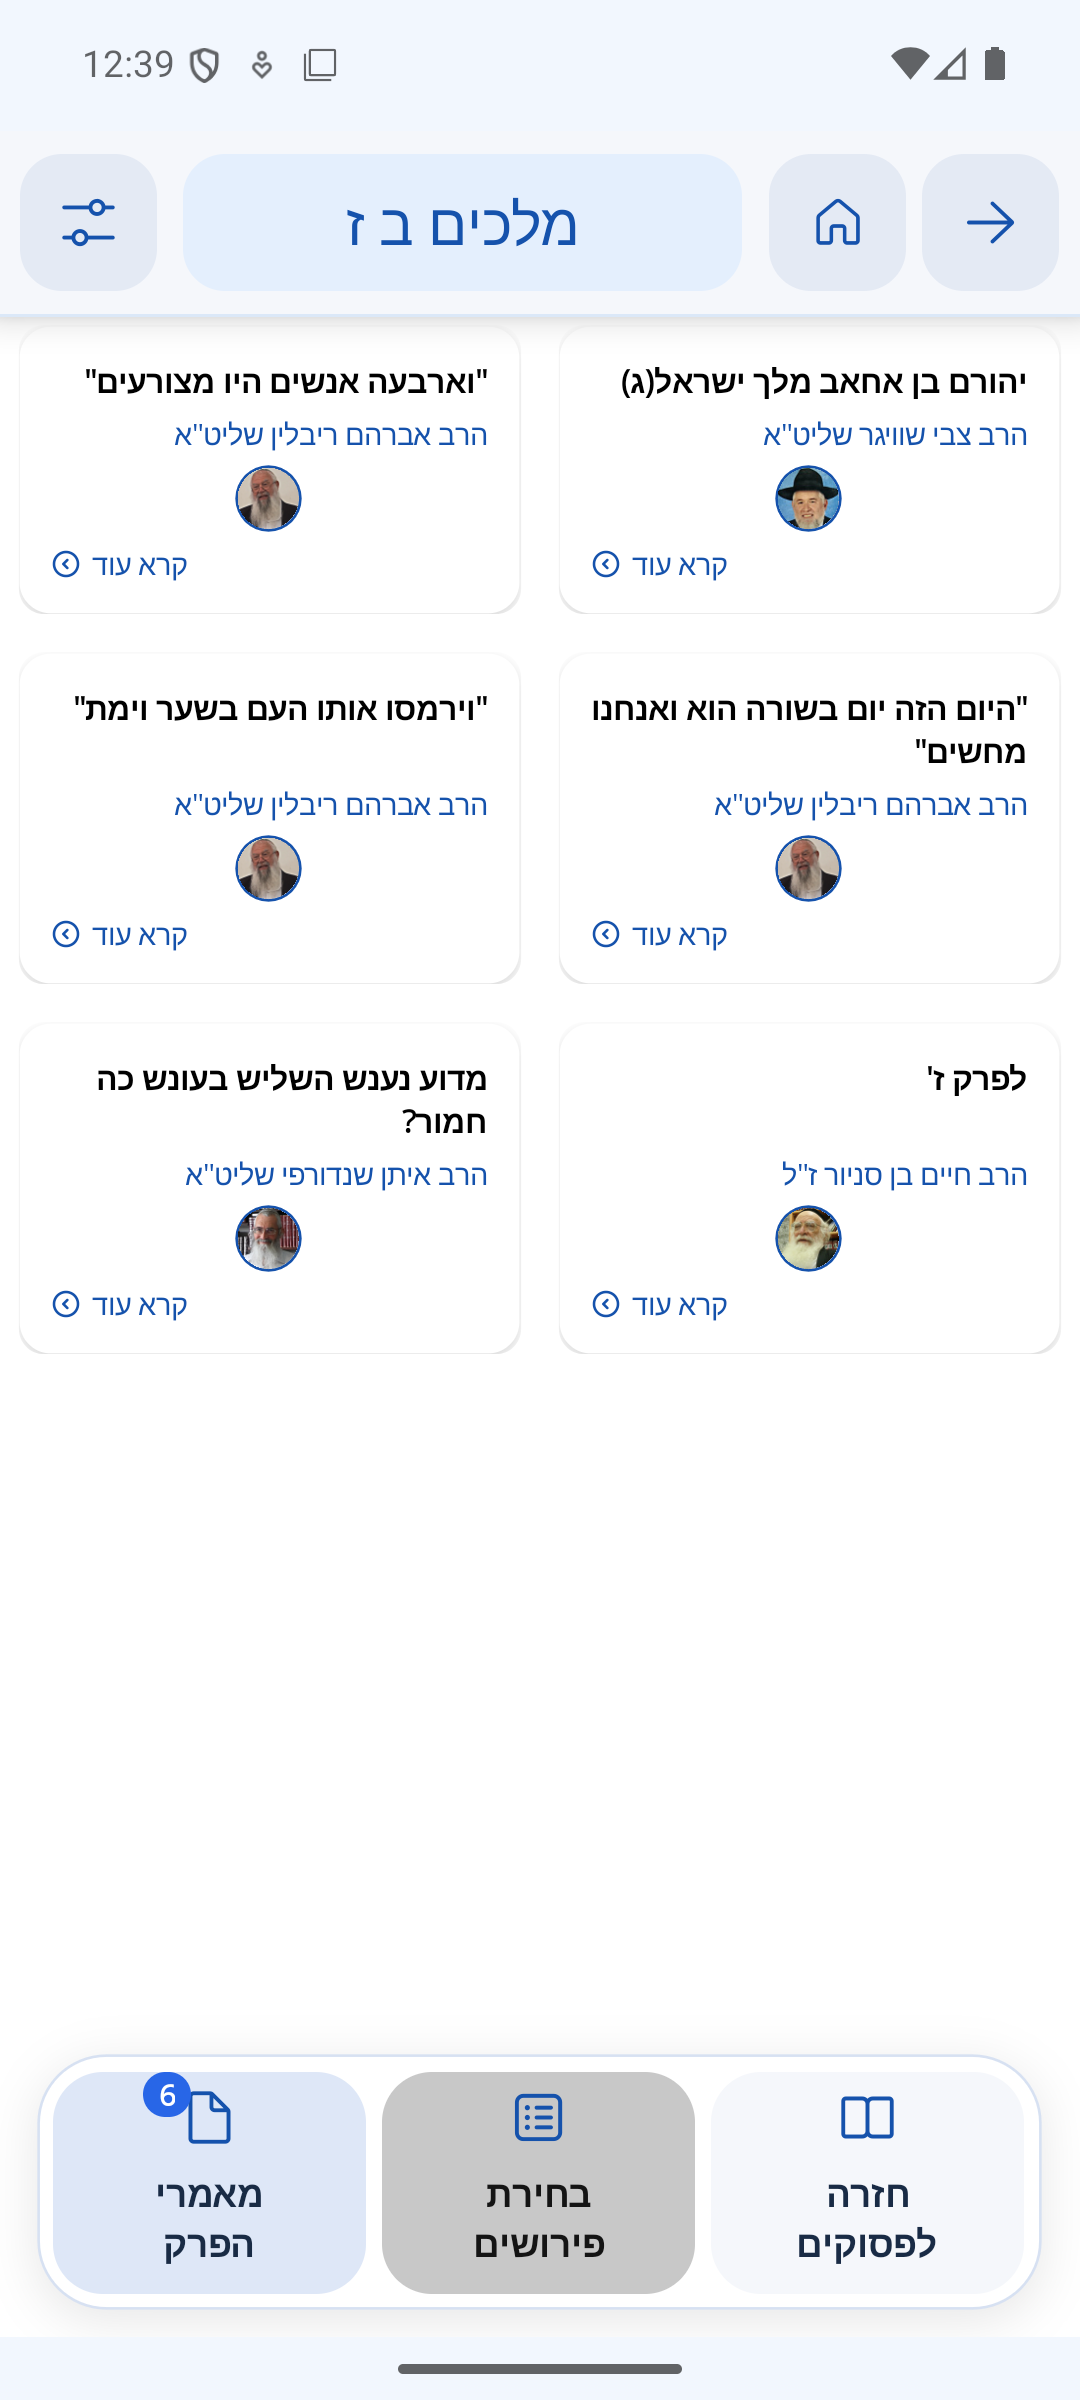 12:39
מלכים ב ז
יהורם בן אחאב מלך ישראל(ג)
הרב צבי שוויגר שליט"א
קרא עוד
"וארבעה אנשים היו מצורעים"
הרב אברהם ריבלין שליט"א
קרא עוד
"היום הזה יום בשורה הוא ואנחנו
מחשים"
הרב אברהם ריבלין שליט"א
קרא עוד
"וירמסו אותו העם בשער וימת"
הרב אברהם ריבלין שליט"א
קרא עוד
לפרק ז'
הרב חיים בן סניור ז"ל
קרא עוד
מדוע נענש השליש בעונש כה
חמור?
הרב איתן שנדורפי שליט"א
קרא עוד
חזרה
לפסוקים
בחירת
פירושים
6
מאמרי
הפרק